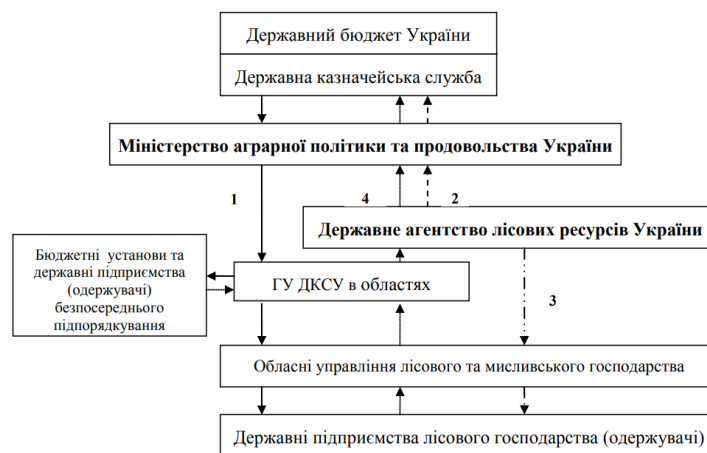 Державний бюджет України
Державна казначейська служба
Міністерство аграрної політики та продовольства України
1
4
2
Державне агентство лісових ресурсів України
Бюджетні установи та
державні підприємства
(одержувачі)
безпосереднього
підпорядкування
ГУ ДКСУ в областях
3
Обласні управління лісового та мисливського господарства
Державні підприємства лісового господарства (одержувачі)